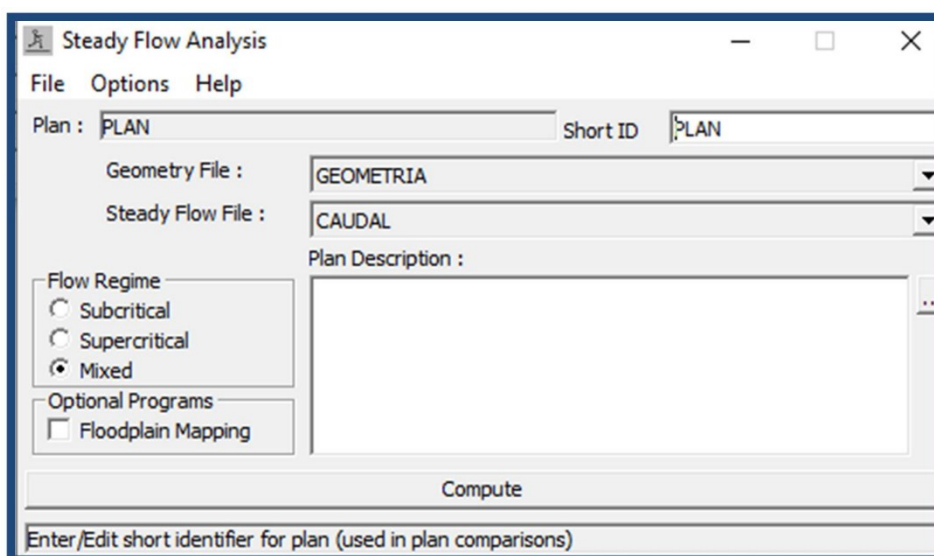 Steady Flow Analysis
File Options Help
Plan : PLAN Short ID PLAN
Geometry File : GEOMETRIA
Steady Flow File : CAUDAL
Plan Description :
Flow Regime
Subcritical
Supercritical
Mixed
...
Optional Programs
Floodplain Mapping
Compute
Enter/Edit short identifier for plan (used in plan comparisons)